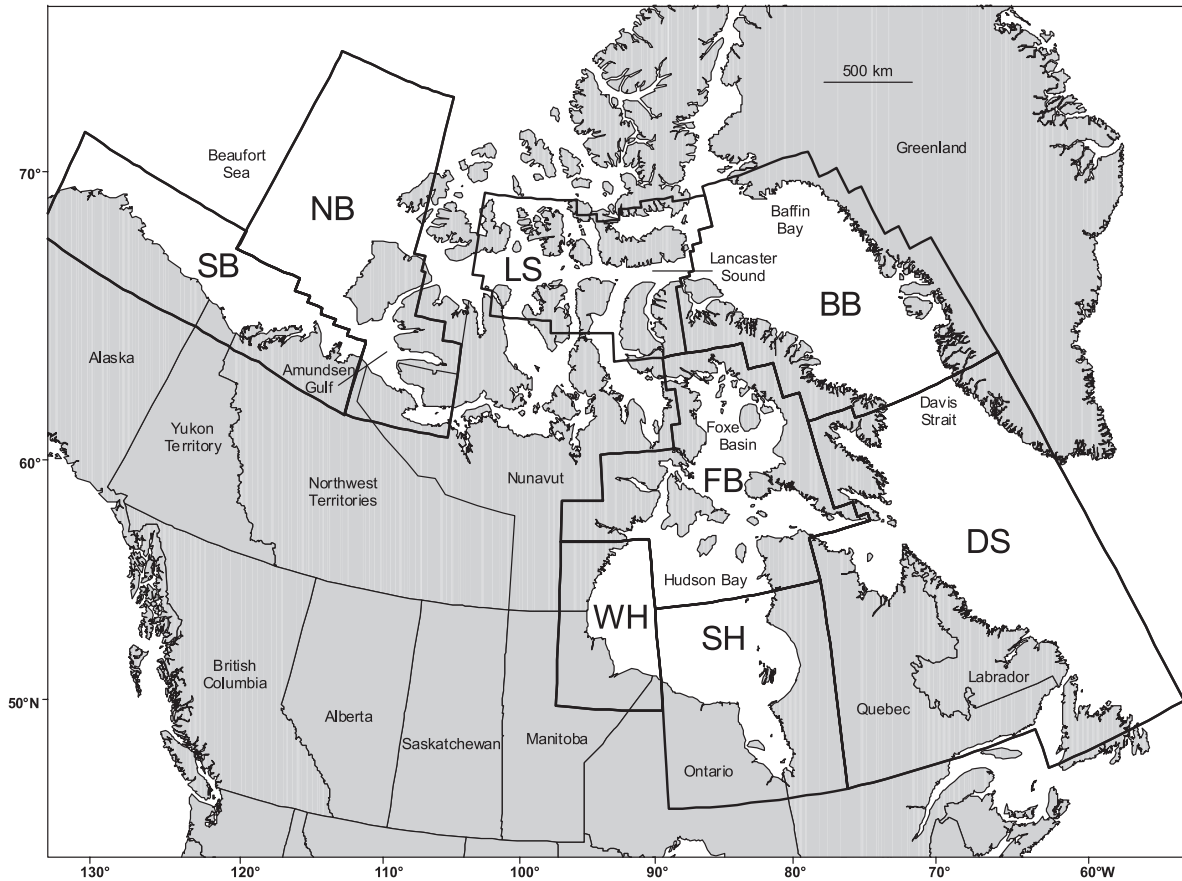 500 km
Greenland
70°
Beaufort
Sea
NB
Baffin
Bay
SB
LS
Lancaster
Sound
BB
Alaska
Amundsen
Gulf
Davis
Strait
Yukon
Territory
Foxe
Basin
60°
Northwest
Territories
Nunavut
FB
DS
Hudson Bay
WH
SH
British
Columbia
Labrador
50°N
Alberta
Quebec
Saskatchewan
Manitoba
Ontario
130°
120°
110°
100°
90°
80°
70°
60°W